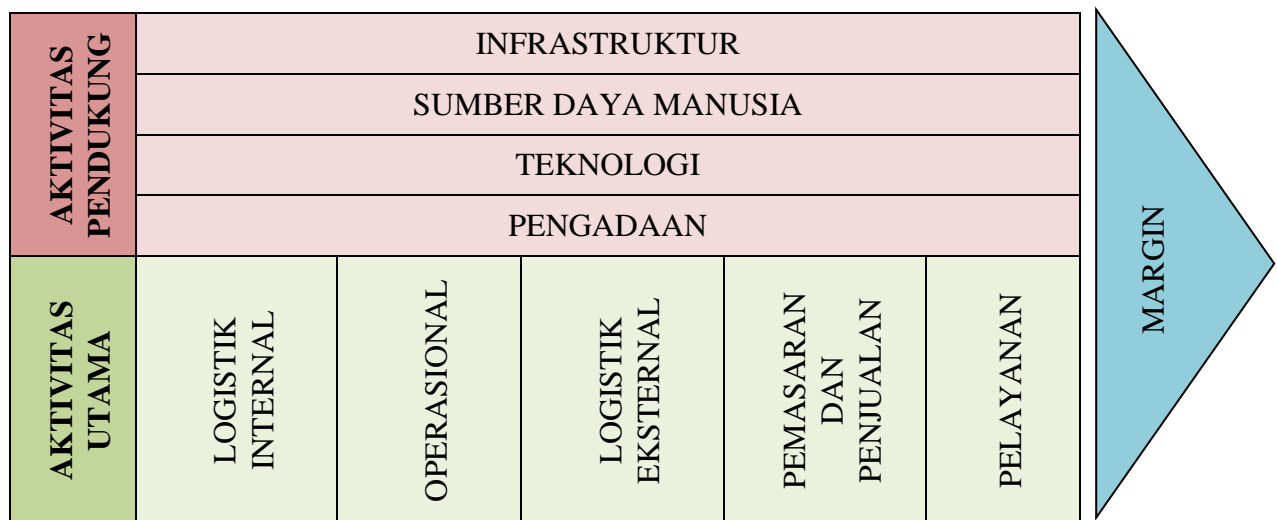 AKTIVITAS
PENDUKUNG
INFRASTRUKTUR
SUMBER DAYA MANUSIA
TEKNOLOGI
PENGADAAN
AKTIVITAS
UTAMA
LOGISTIK
INTERNAL
OPERASIONAL
LOGISTIK
EKSTERNAL
PEMASARAN
DAN
PENJUALAN
PELAYANAN
MARGIN